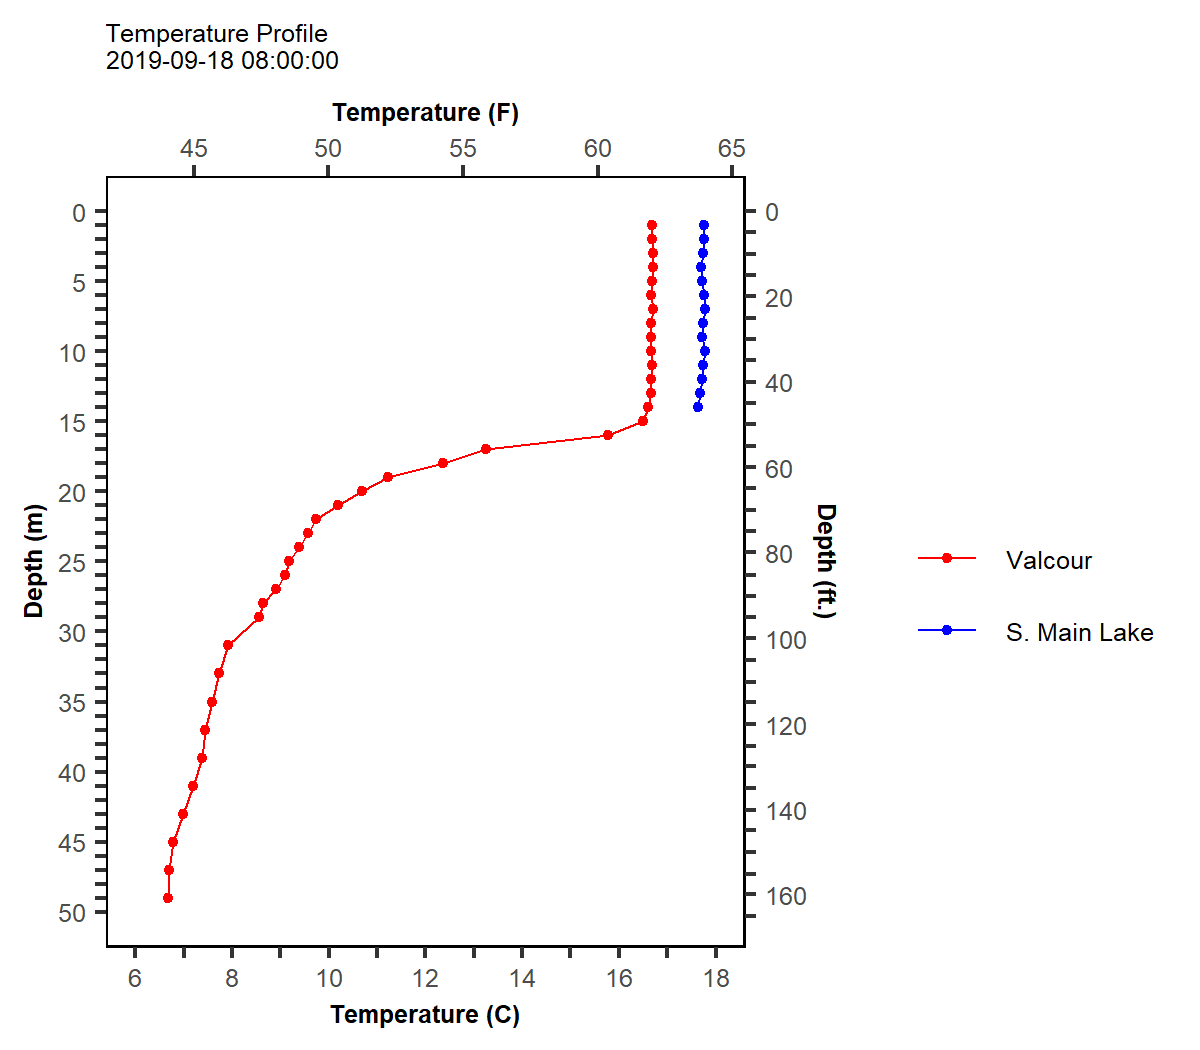 Temperature Profile
2019-09-18 08:00:00
Temperature (F)
45 50 55 60 65
0
5
10
15
20
25
30
35
40
45
50
Depth (m)
0
20
40
60
80
100
120
140
160
Depth (ft.)
Valcour
S. Main Lake
6 8 10 12 14 16 18
Temperature (C)